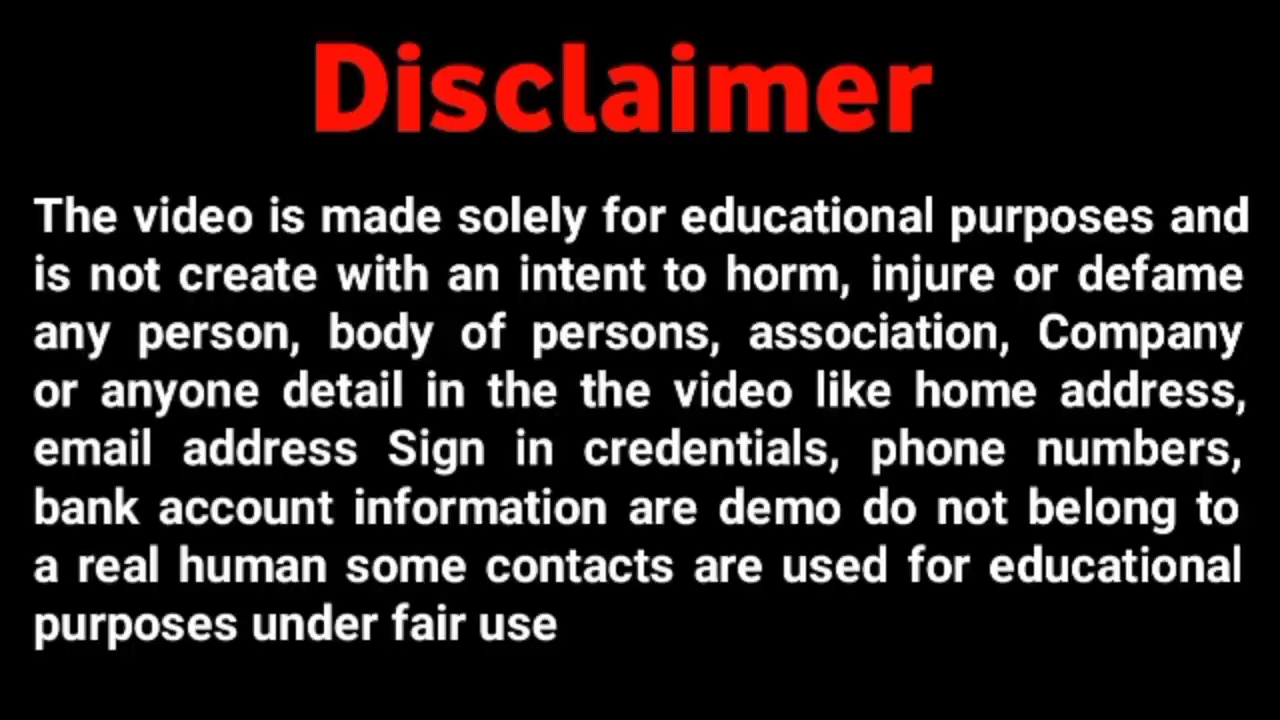 Disclaimer
The video is made solely for educational purposes and
is not create with an intent to horm, injure or defame
any person, body of persons, association, Company
or anyone detail in the the video like home address,
email address Sign in credentials, phone numbers,
bank account information are demo do not belong to
a real human some contacts are used for educational
purposes under fair use